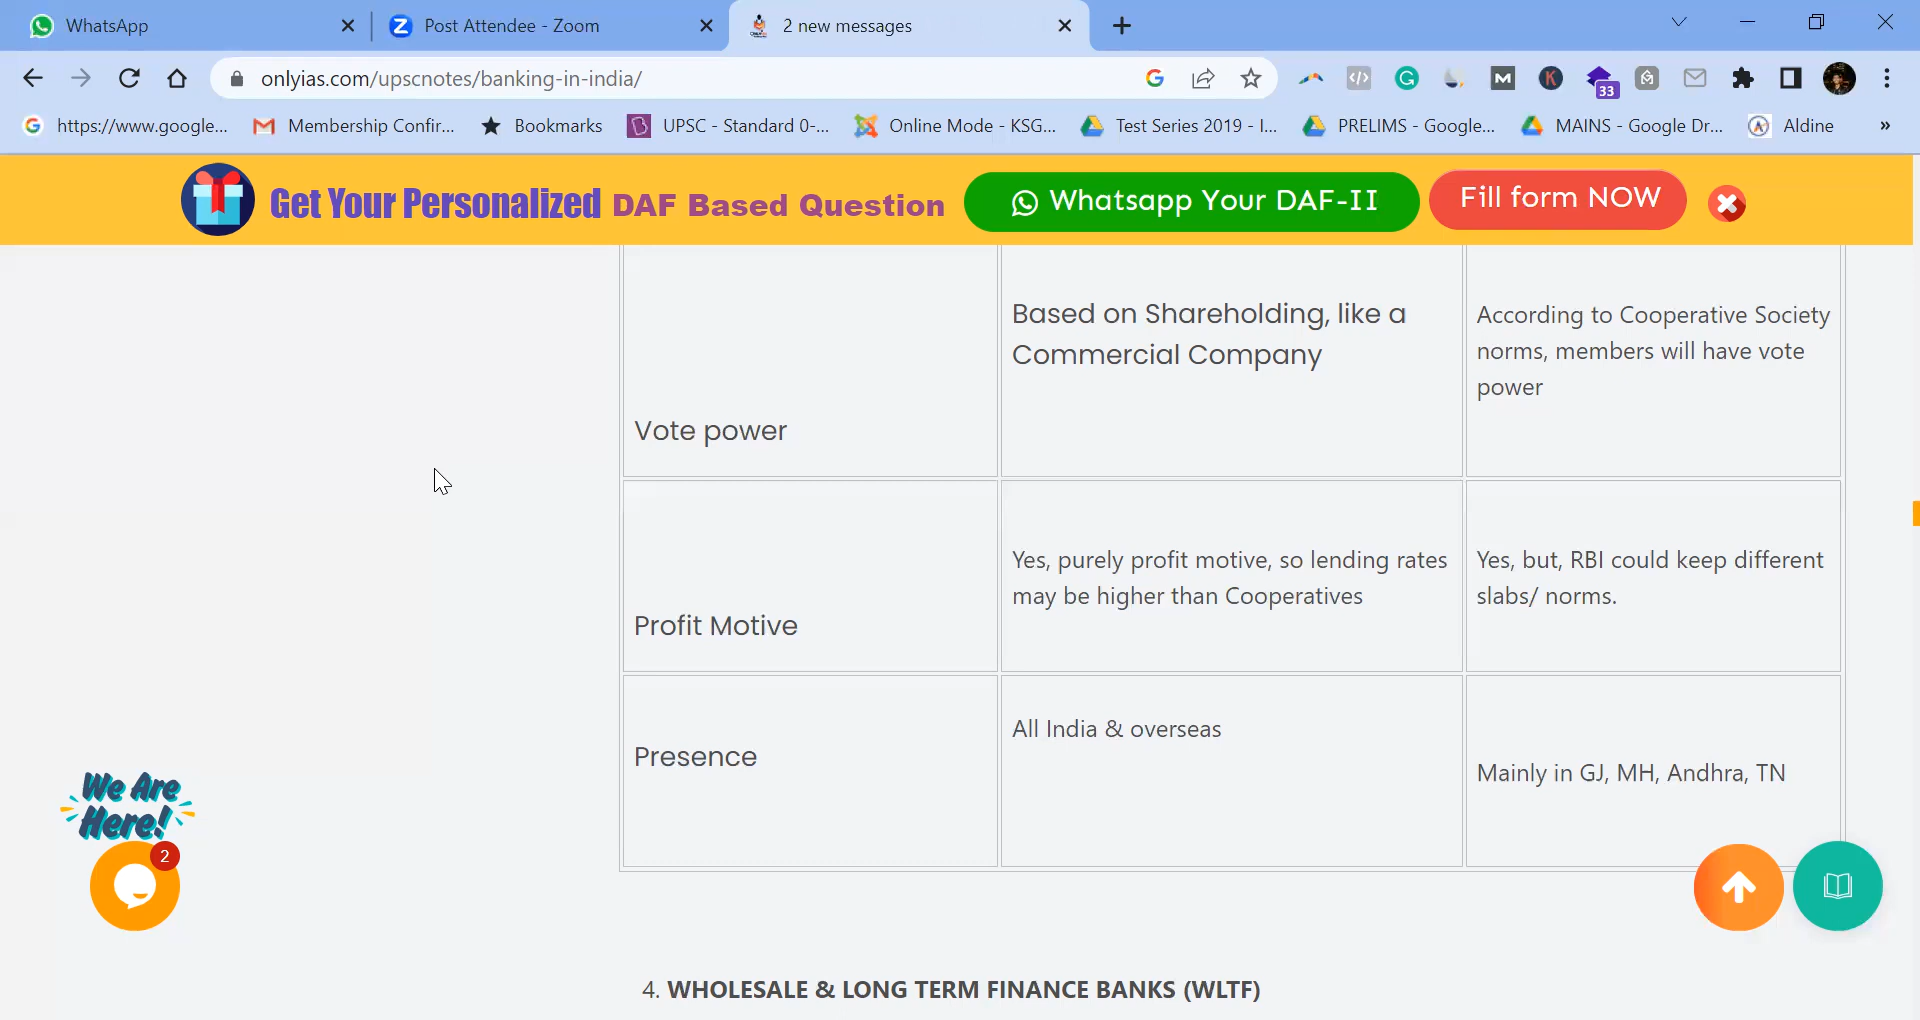 WhatsApp
Post Attendee - Zoom
2 new messages
onlyias.com/upscnotes/banking-in-india/
33
https://www.google...
Membership Confir...
Bookmarks
UPSC - Standard 0-...
Online Mode - KSG...
Test Series 2019 - I...
PRELIMS - Google...
MAINS - Google Dr...
Aldine
»
Get Your Personalized DAF Based Question
Whatsapp Your DAF-II
Fill form NOW
Vote power
Based on Shareholding, like a
Commercial Company
According to Cooperative Society
norms, members will have vote
power
Profit Motive
Yes, purely profit motive, so lending rates
may be higher than Cooperatives
Yes, but, RBI could keep different
slabs/ norms.
Presence
All India & overseas
Mainly in GJ, MH, Andhra, TN
We Are
Here!
2
4. WHOLESALE & LONG TERM FINANCE BANKS (WLTF)